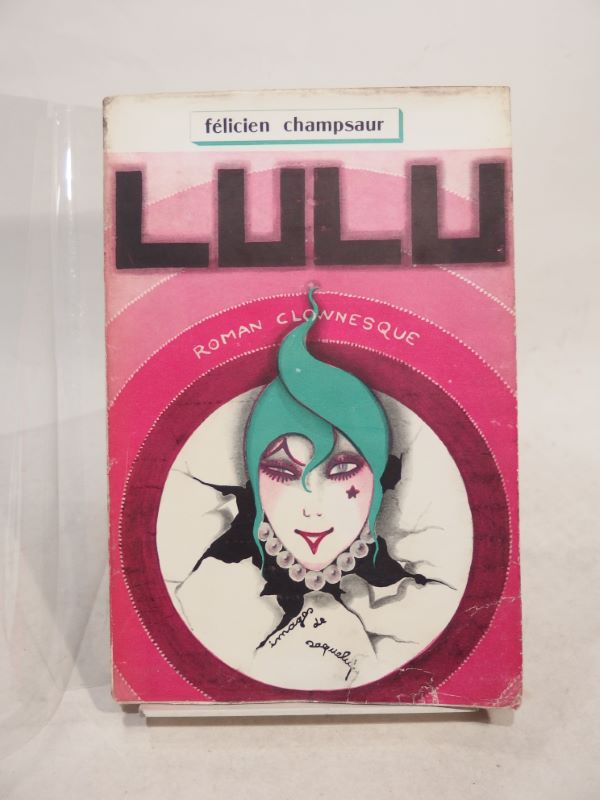 félicien champsaur
LULU
ROMAN CLOWNESQUE
images de